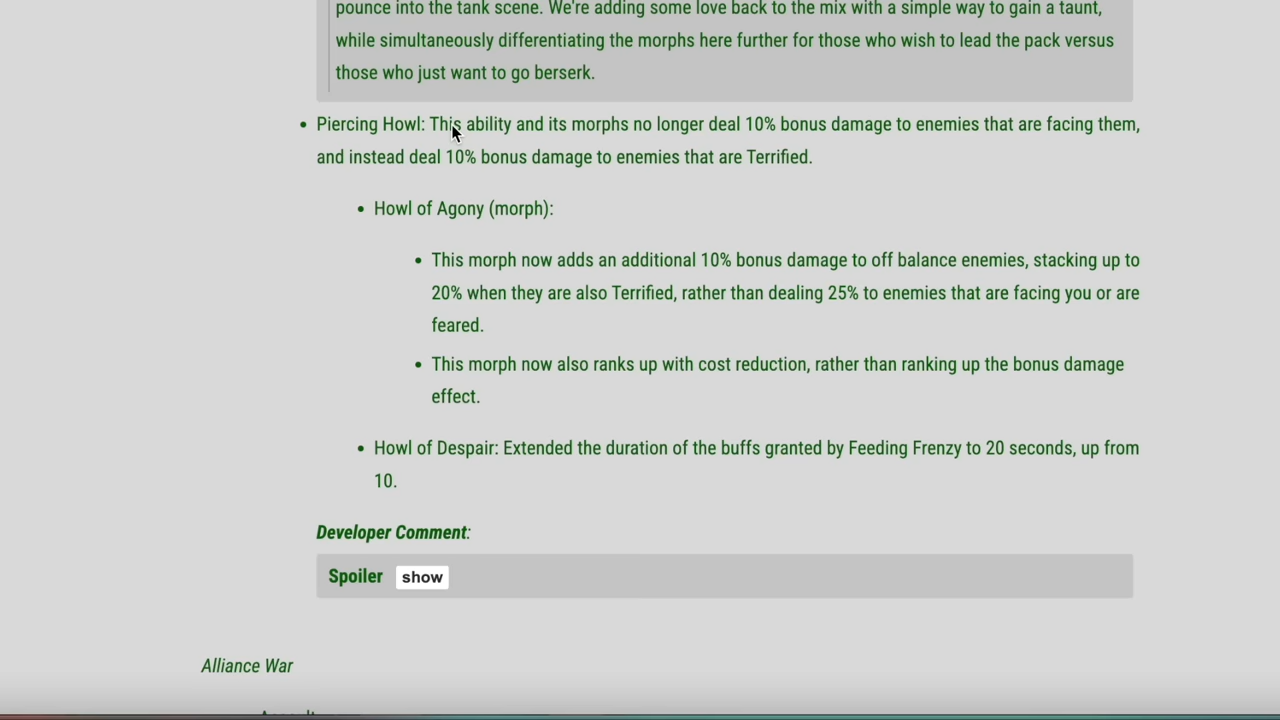 pounce into the tank scene. We're adding some love back to the mix with a simple way to gain a taunt,
while simultaneously differentiating the morphs here further for those who wish to lead the pack versus
those who just want to go berserk.
• Piercing Howl: This ability and its morphs no longer deal 10% bonus damage to enemies that are facing them,
and instead deal 10% bonus damage to enemies that are Terrified.
• Howl of Agony (morph):
• This morph now adds an additional 10% bonus damage to off balance enemies, stacking up to
20% when they are also Terrified, rather than dealing 25% to enemies that are facing you or are
feared.
• This morph now also ranks up with cost reduction, rather than ranking up the bonus damage
effect.
• Howl of Despair: Extended the duration of the buffs granted by Feeding Frenzy to 20 seconds, up from
10.
Developer Comment:
Spoiler show
Alliance War